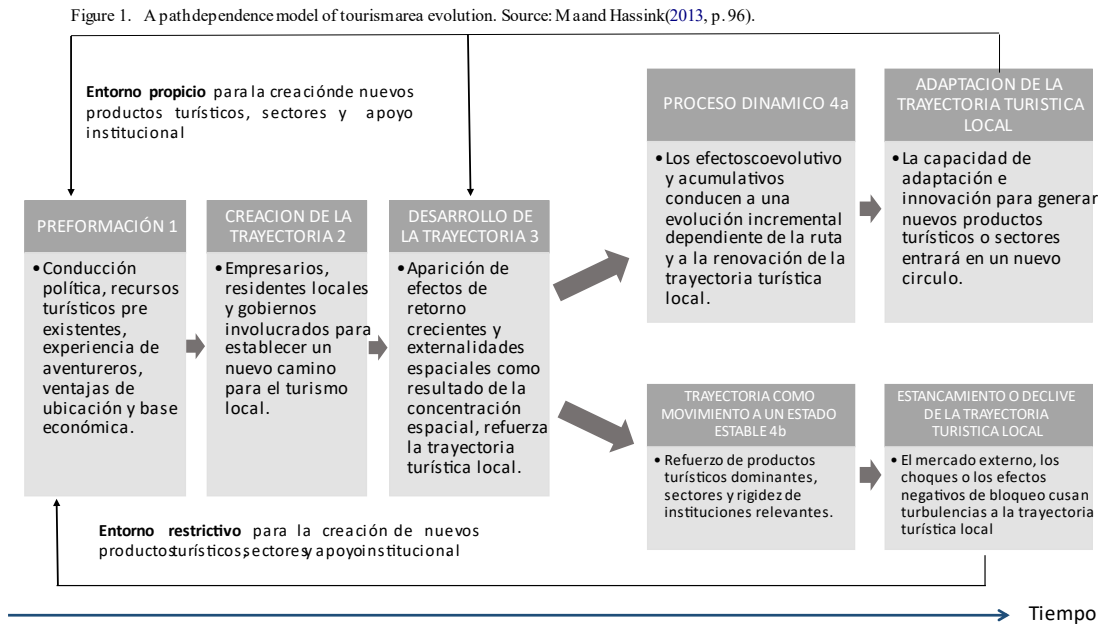 Figure 1. A path dependence model of tourism area evolution. Source: Ma and Hassink (2013, p. 96).
Entorno propicio para la creaciónde nuevos
productos turísticos, sectores y apoyo
institucional
PREFORMACIÓN 1
• Conducción
política, recursos
turísticos pre
existentes,
experiencia de
aventureros,
ventajas de
ubicación y base
económica.
CREACION DE LA
TRAYECTORIA 2
• Empresarios,
residentes locales
y gobiernos
involucrados para
establecer un
nuevo camino
para el turismo
local.
DESARROLLO DE
LA TRAYECTORIA 3
• Aparición de
efectos de
retorno
crecientes y
externalidades
espaciales como
resultado de la
concentración
espacial, refuerza
la trayectoria
turística local.
PROCESO DINAMICO 4a
• Los efectoscoevolutivo
y acumulativos
conducen a una
evolución incremental
dependiente de la ruta
y a la renovación de la
trayectoria turística
local.
ADAPTACION DE LA
TRAYECTORIA TURISTICA
LOCAL
• La capacidad de
adaptación e
innovación para generar
nuevos productos
turísticos o sectores
entrará en un nuevo
circulo.
TRAYECTORIA COMO
MOVIMIENTO A UN ESTADO
ESTABLE 4b
• Refuerzo de productos
turísticos dominantes,
sectores y rigidez de
instituciones relevantes.
ESTANCAMIENTO O DECLIVE
DE LA TRAYECTORIA
TURISTICA LOCAL
• El mercado externo, los
choques o los efectos
negativos de bloqueo cusan
turbulencias a la trayectoria
turística local
Entorno restrictivo para la creación de nuevos
productosturísticos,sectoresy apoyoinstitucional
Tiempo